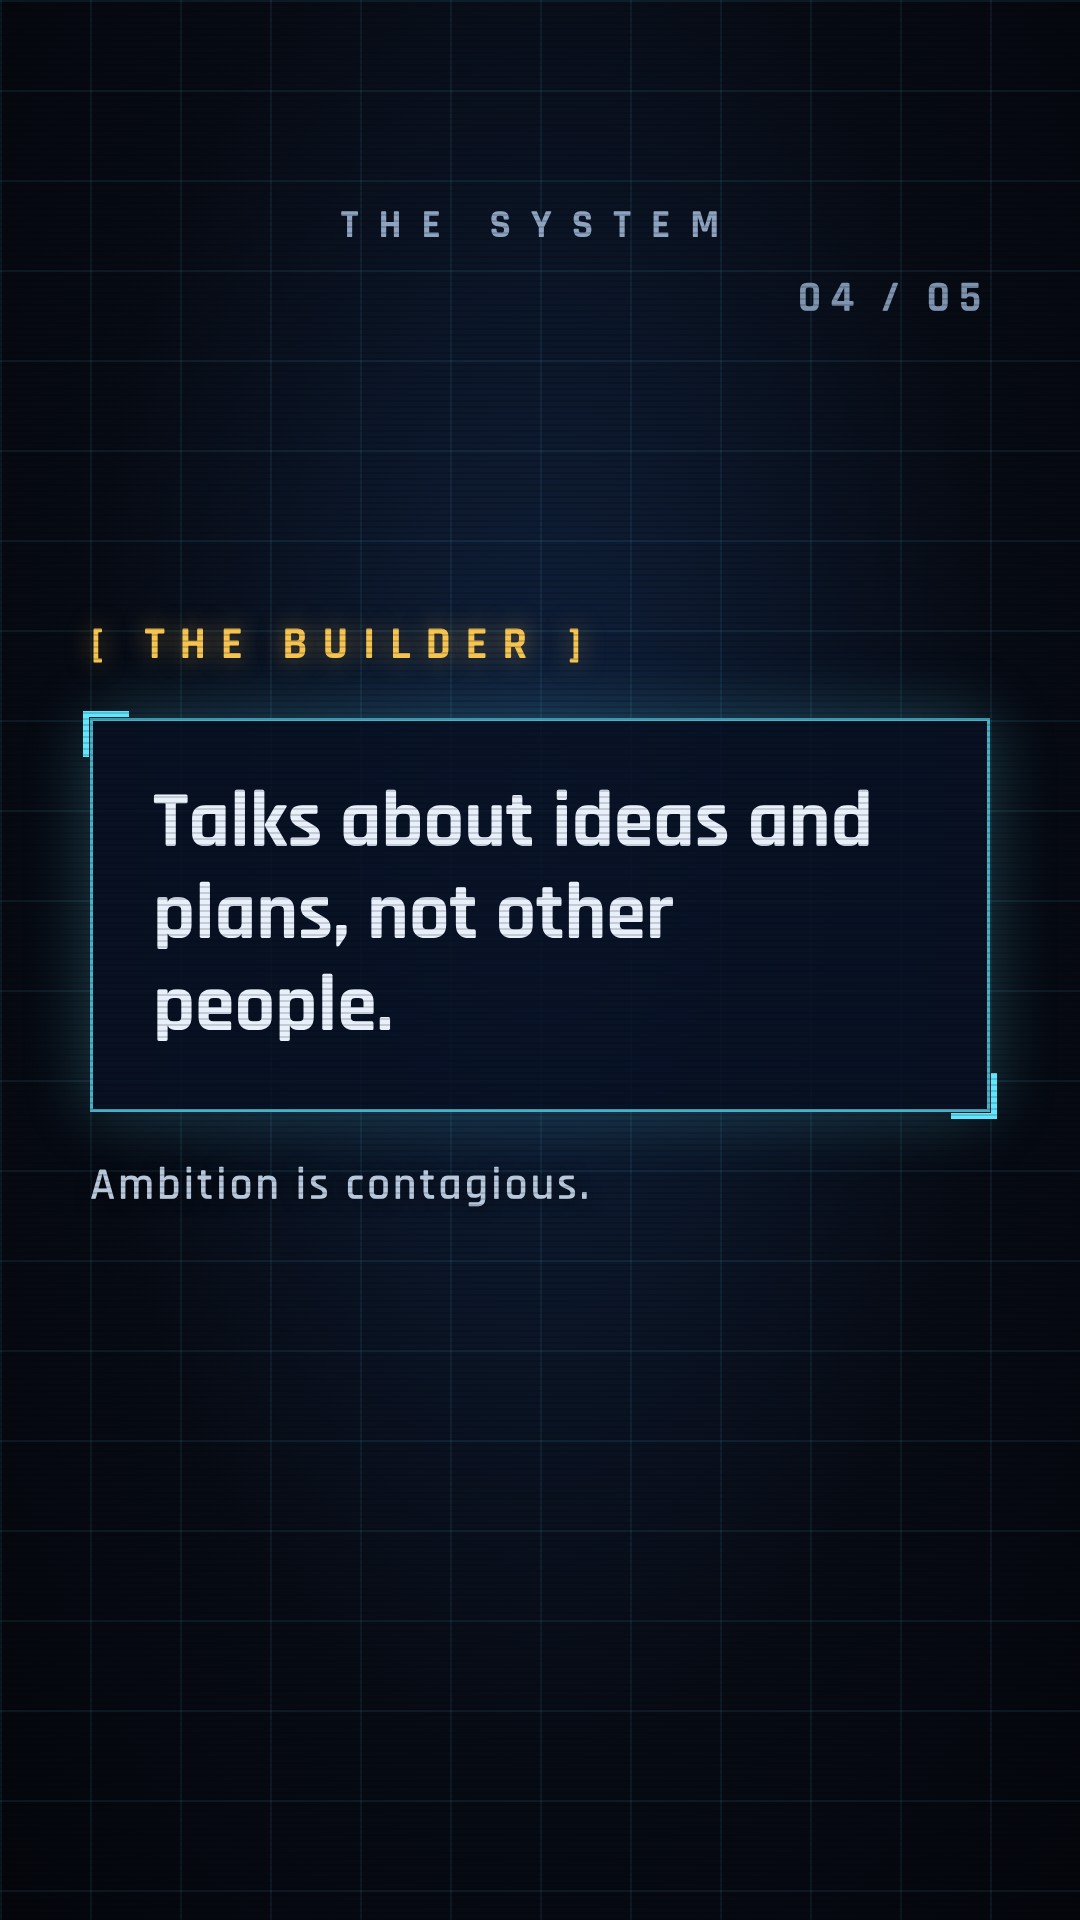 THE SYSTEM
04 / 05
[ THE BUILDER ]
Talks about ideas and
plans, not other
people.
Ambition is contagious.